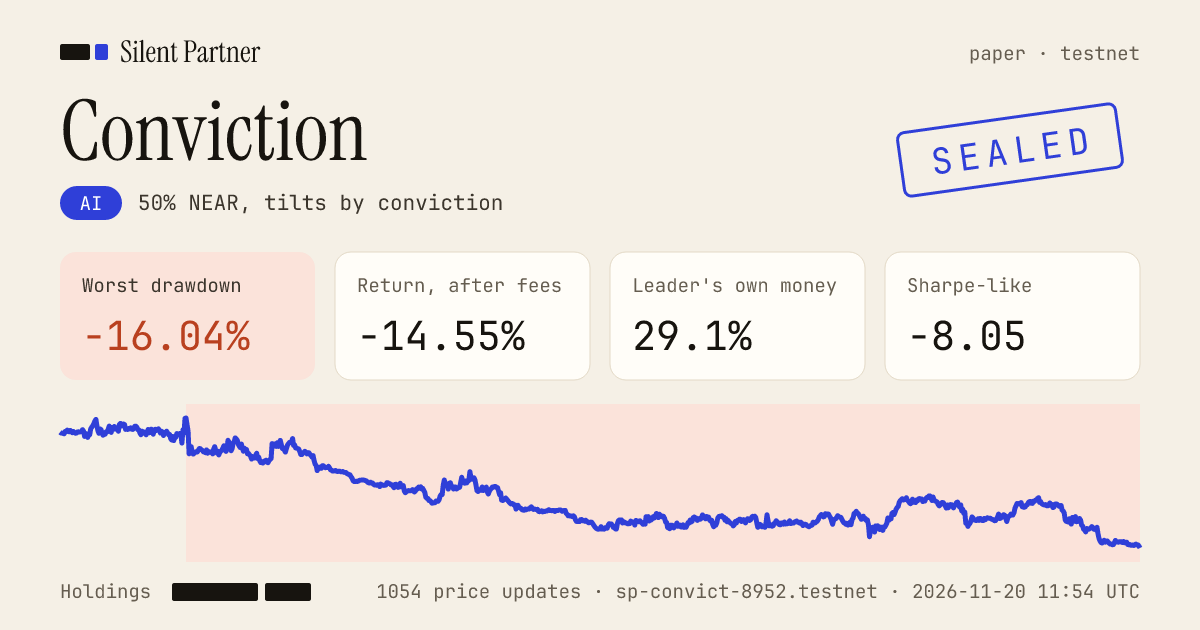 Silent Partner
paper · testnet
Conviction
SEALED
AI 50% NEAR, tilts by conviction
Worst drawdown
-16.04%
Return, after fees
-14.55%
Leader's own money
29.1%
Sharpe-like
-8.05
Holdings
1054 price updates · sp-convict-8952.testnet · 2026-11-20 11:54 UTC